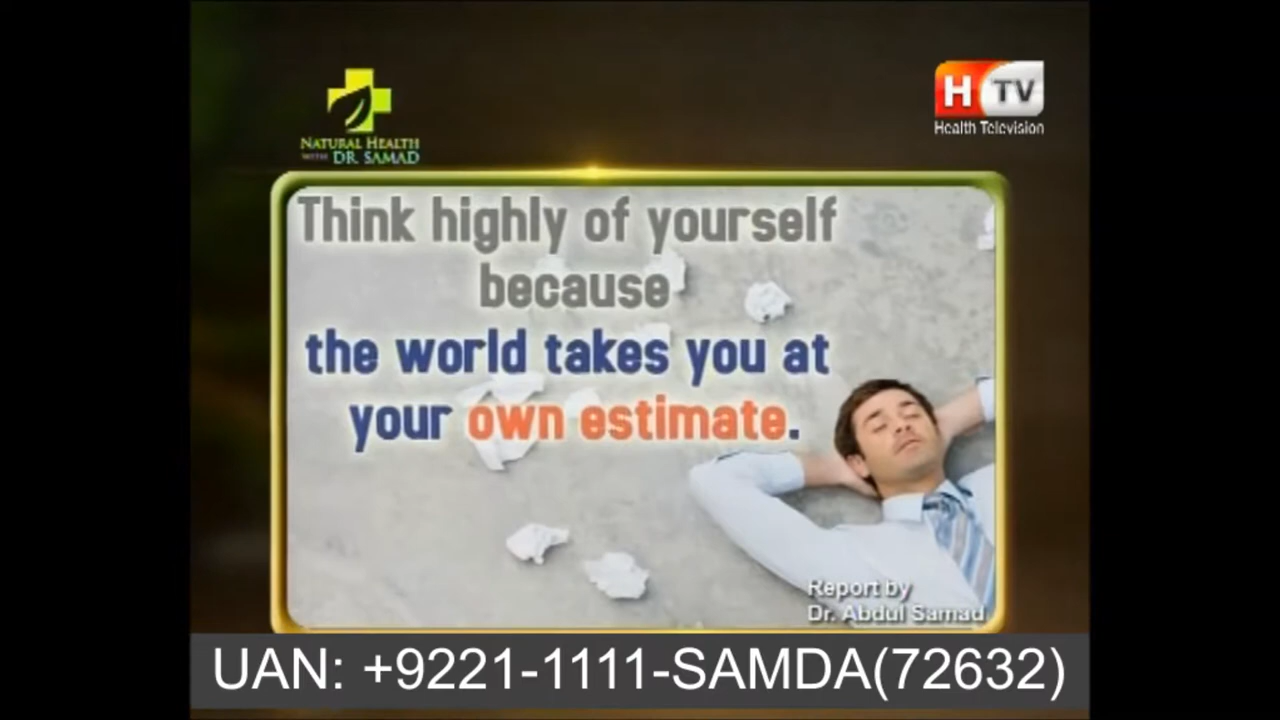 NATURAL HEALTH
WITH DR. SAMAD
H TV
Health Television
Think highly of yourself
because
the world takes you at
your own estimate.
Report by
Dr. Abdul Samad
UAN: +9221-1111-SAMDA(72632)